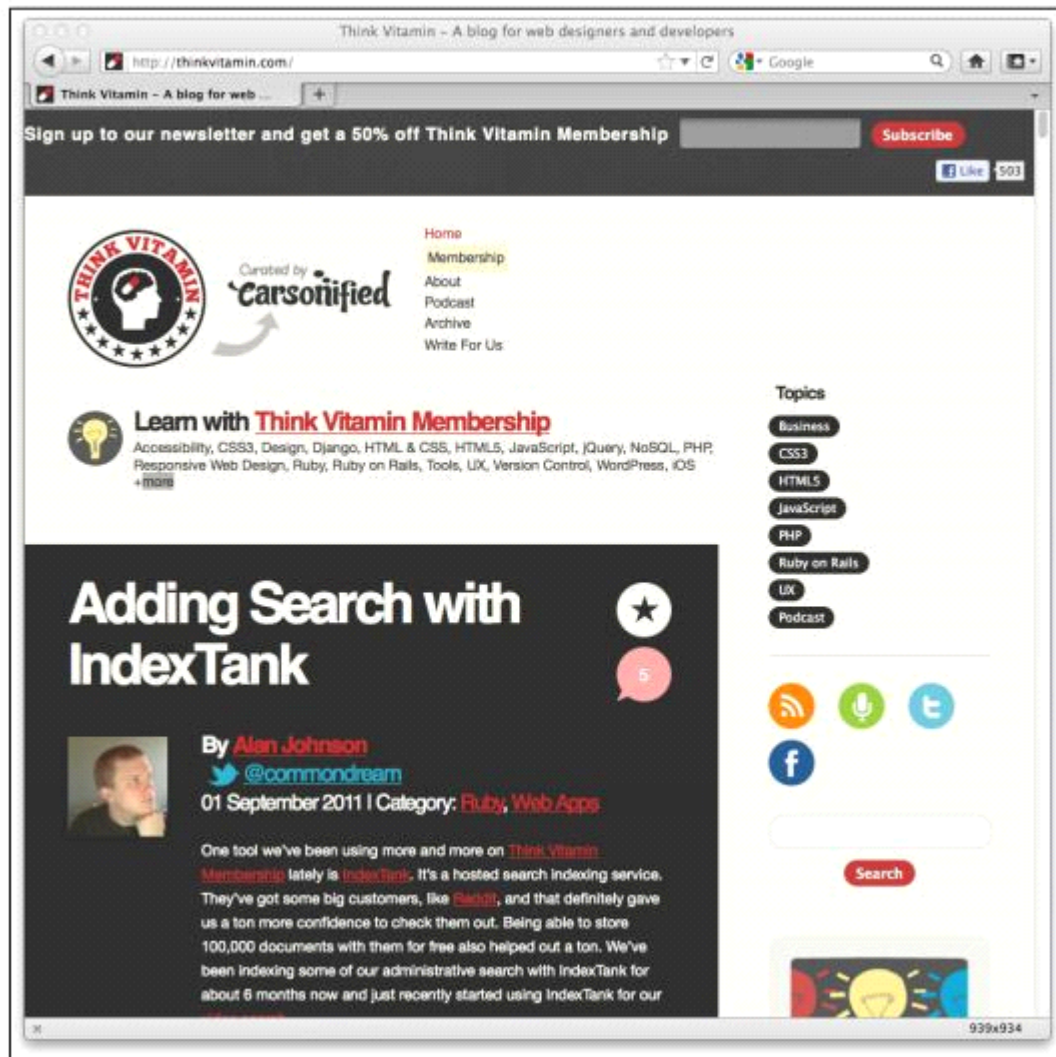 Think Vitamin – A blog for web designers and developers
http://thinkvitamin.com/
Google
Think Vitamin – A blog for web ...
Sign up to our newsletter and get a 50% off Think Vitamin Membership
Subscribe
Like
503
THINK VITAMIN
Curated by
Carsonified
Home
Membership
About
Podcast
Archive
Write For Us
Learn with Think Vitamin Membership
Accessibility, CSS3, Design, Django, HTML & CSS, HTML5, JavaScript, jQuery, NoSQL, PHP,
Responsive Web Design, Ruby, Ruby on Rails, Tools, UX, Version Control, WordPress, iOS
+more
Topics
Business
CSS3
HTML5
JavaScript
PHP
Ruby on Rails
UX
Podcast
Adding Search with
IndexTank
5
By Alan Johnson
@commondream
01 September 2011 | Category: Ruby, Web Apps
One tool we've been using more and more on Think Vitamin
Membership lately is IndexTank. It's a hosted search indexing service.
They've got some big customers, like Reddit, and that definitely gave
us a ton more confidence to check them out. Being able to store
100,000 documents with them for free also helped out a ton. We've
been indexing some of our administrative search with IndexTank for
about 6 months now and just recently started using IndexTank for our
Search
939x934